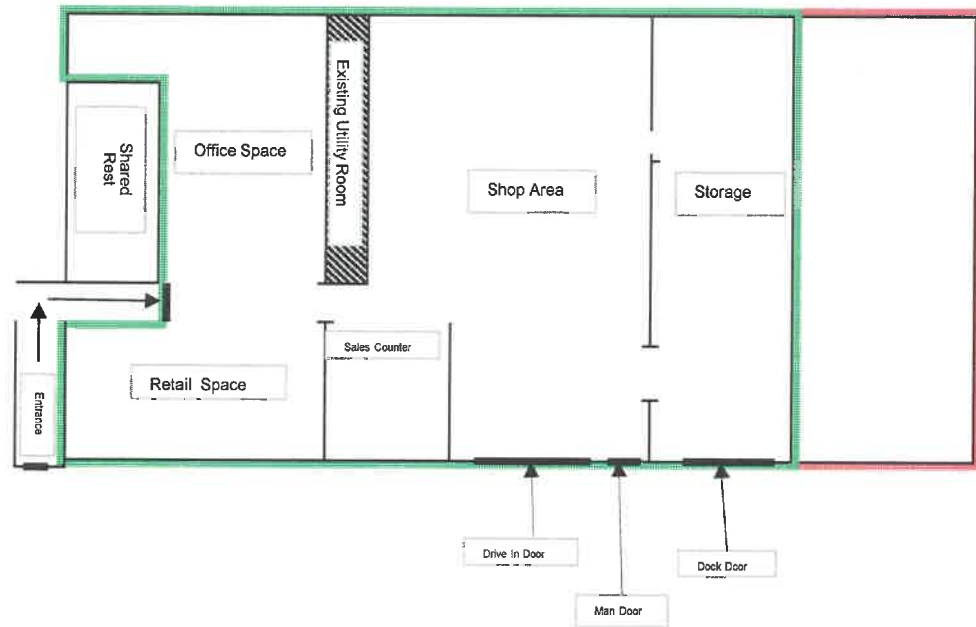 Shared
Rest
Office Space
Existing Utility Room
Shop Area
Storage
Entrance
Retail Space
Sales Counter
Drive In Door
Man Door
Dock Door